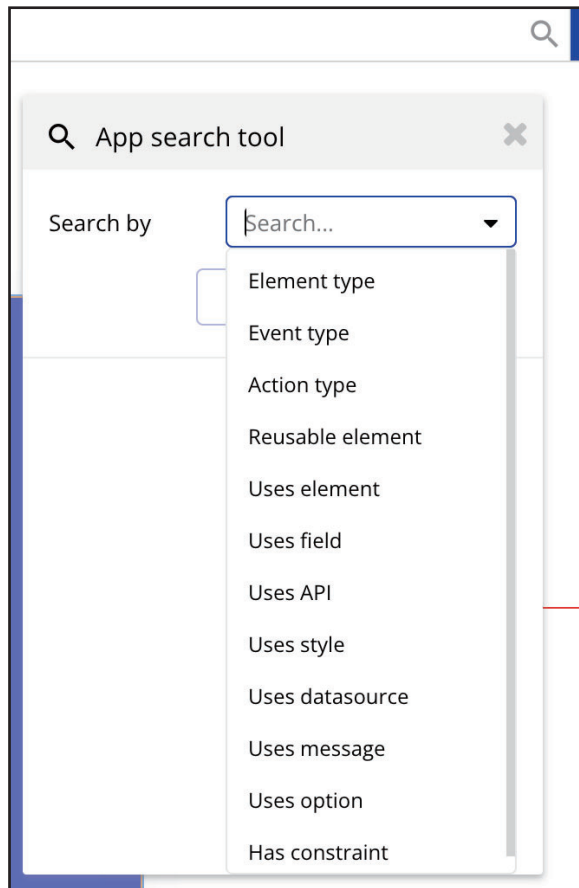 App search tool
Search by Search...
Element type
Event type
Action type
Reusable element
Uses element
Uses field
Uses API
Uses style
Uses datasource
Uses message
Uses option
Has constraint